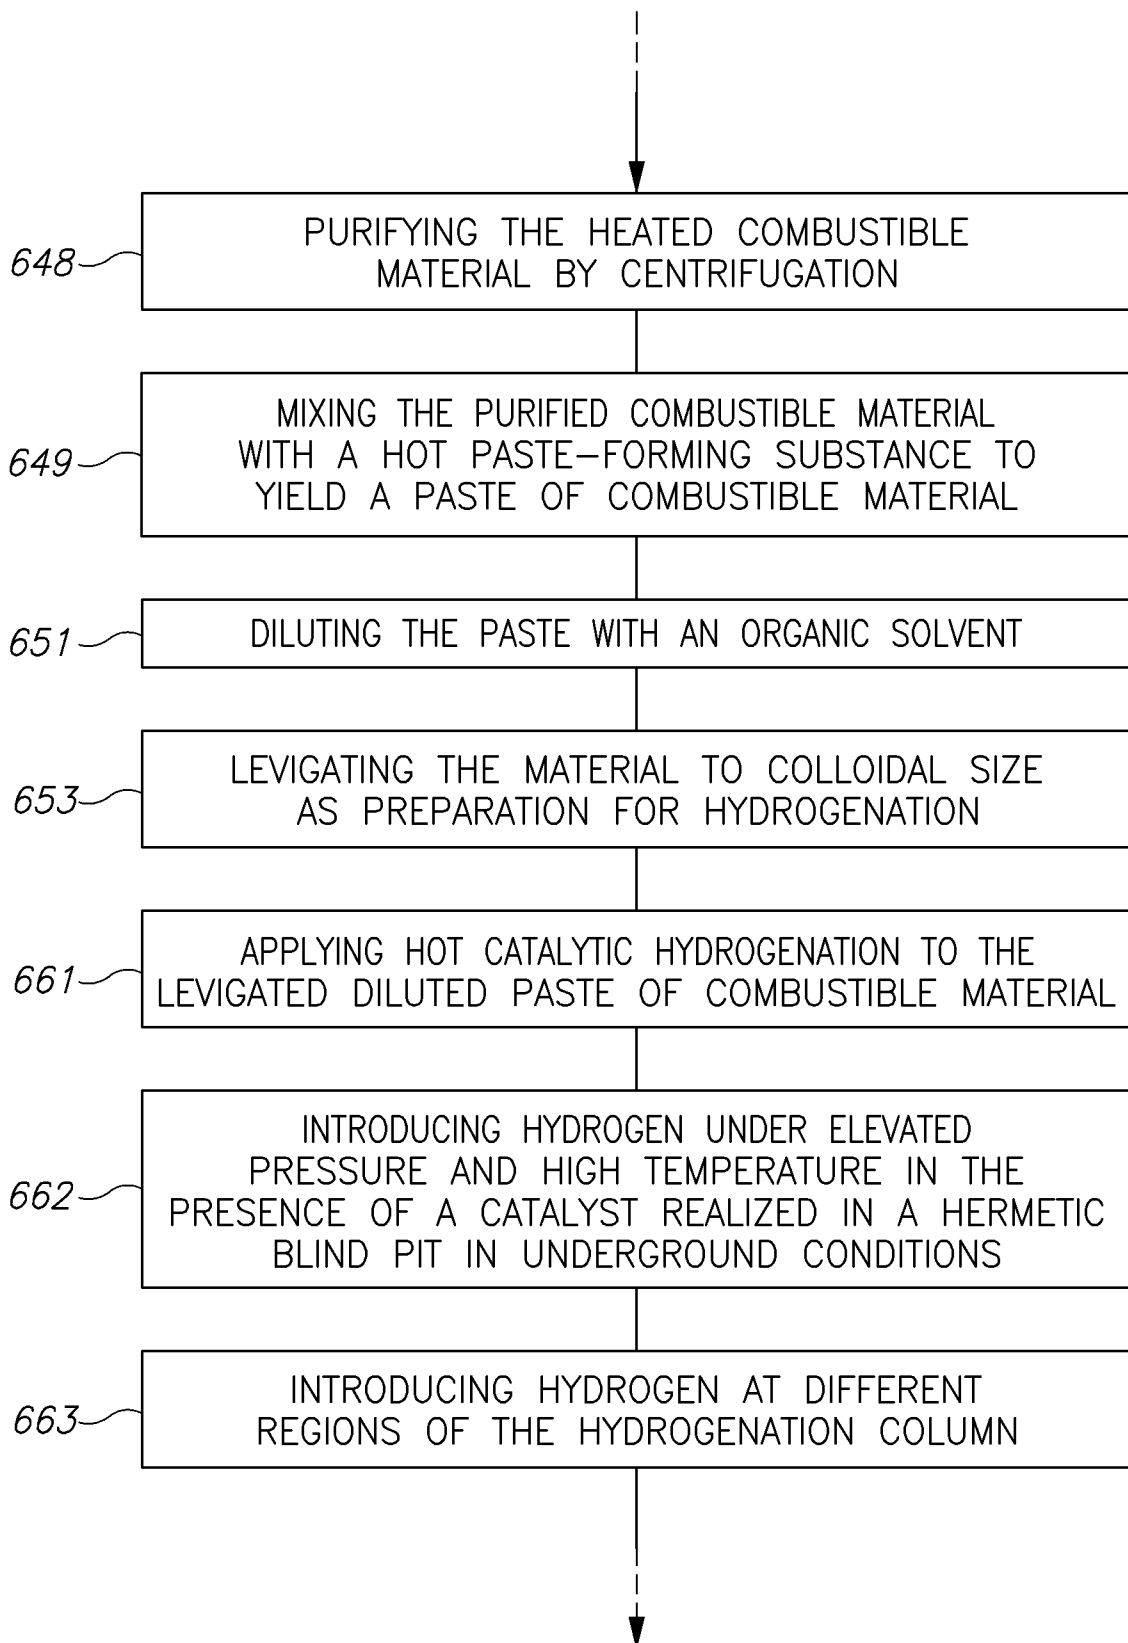 PURIFYING THE HEATED COMBUSTIBLE
MATERIAL BY CENTRIFUGATION
648
MIXING THE PURIFIED COMBUSTIBLE MATERIAL
WITH A HOT PASTE-FORMING SUBSTANCE TO
YIELD A PASTE OF COMBUSTIBLE MATERIAL
649
DILUTING THE PASTE WITH AN ORGANIC SOLVENT
651
LEVIGATING THE MATERIAL TO COLLOIDAL SIZE
AS PREPARATION FOR HYDROGENATION
653
APPLYING HOT CATALYTIC HYDROGENATION TO THE
LEVIGATED DILUTED PASTE OF COMBUSTIBLE MATERIAL
661
INTRODUCING HYDROGEN UNDER ELEVATED
PRESSURE AND HIGH TEMPERATURE IN THE
PRESENCE OF A CATALYST REALIZED IN A HERMETIC
BLIND PIT IN UNDERGROUND CONDITIONS
662
INTRODUCING HYDROGEN AT DIFFERENT
REGIONS OF THE HYDROGENATION COLUMN
663